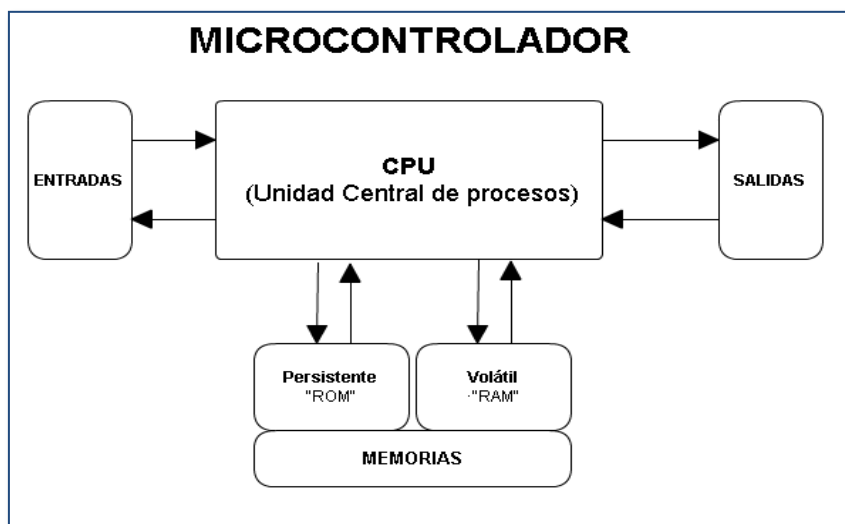 MICROCONTROLADOR
ENTRADAS
CPU
(Unidad Central de procesos)
SALIDAS
Persistente
"ROM"
Volátil
·"RAM"
MEMORIAS